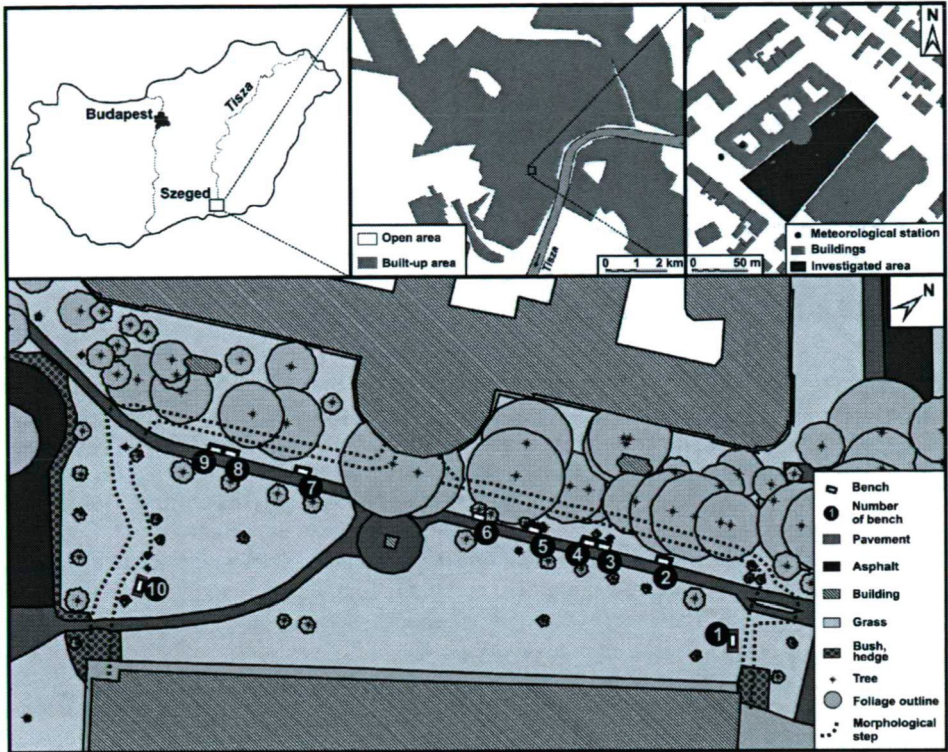 Budapest
Tisza
Szeged
Open area
Built-up area
Tisza
0 1 2 km
N
Meteorological station
Buildings
0 50 m
Investigated area
N
9
8
7
6
5
4
3
2
10
1
Bench
1
Number
of bench
Pavement
Asphalt
Building
Grass
Bush,
hedge
Tree
Foliage outline
Morphological
step